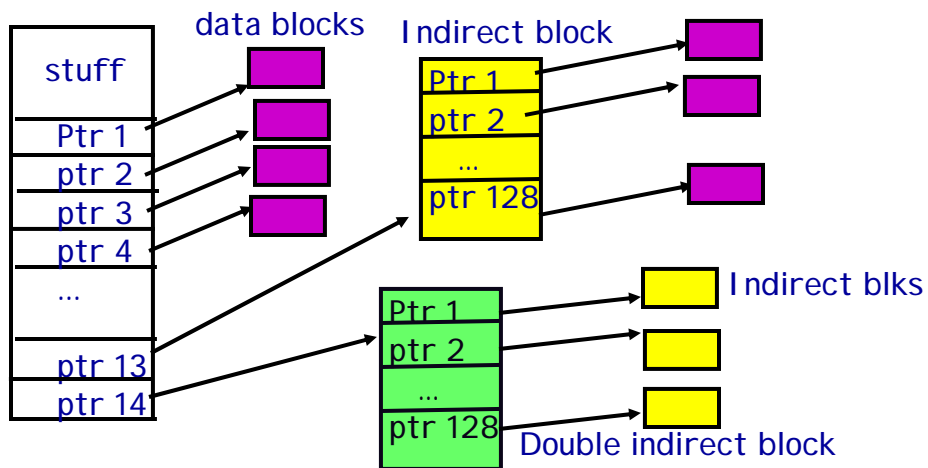 data blocks
stuff
Ptr 1
ptr 2
ptr 3
ptr 4
...
ptr 13
ptr 14
Indirect block
Ptr 1
ptr 2
...
ptr 128
Ptr 1
ptr 2
...
ptr 128
Indirect blks
Double indirect block